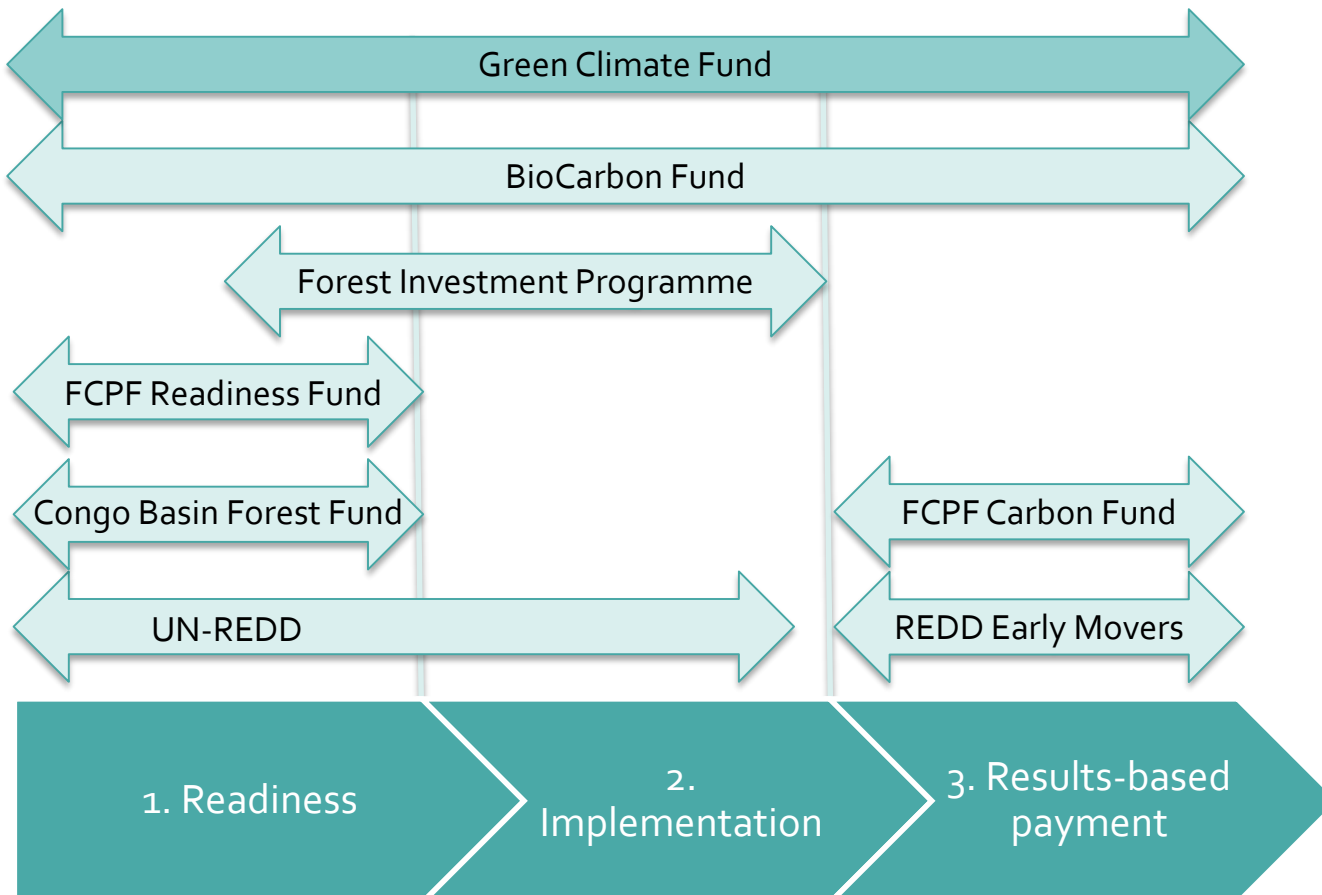 Green Climate Fund
BioCarbon Fund
Forest Investment Programme
FCPF Readiness Fund
Congo Basin Forest Fund
FCPF Carbon Fund
UN-REDD
REDD Early Movers
1. Readiness
2.
Implementation
3. Results-based
payment